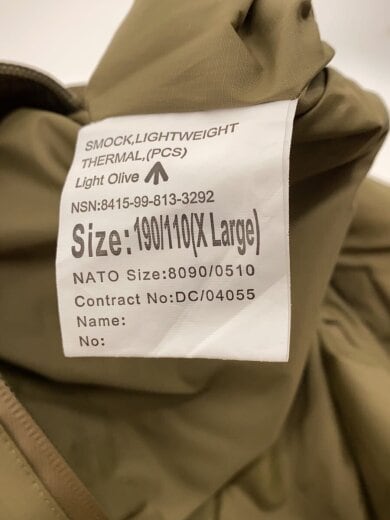 SMOCK,LIGHTWEIGHT
THERMAL,(PCS)
Light Olive
NSN:8415-99-813-3292
Size:190/110(X Large)
NATO Size:8090/0510
Contract No:DC/04055
Name:
No: